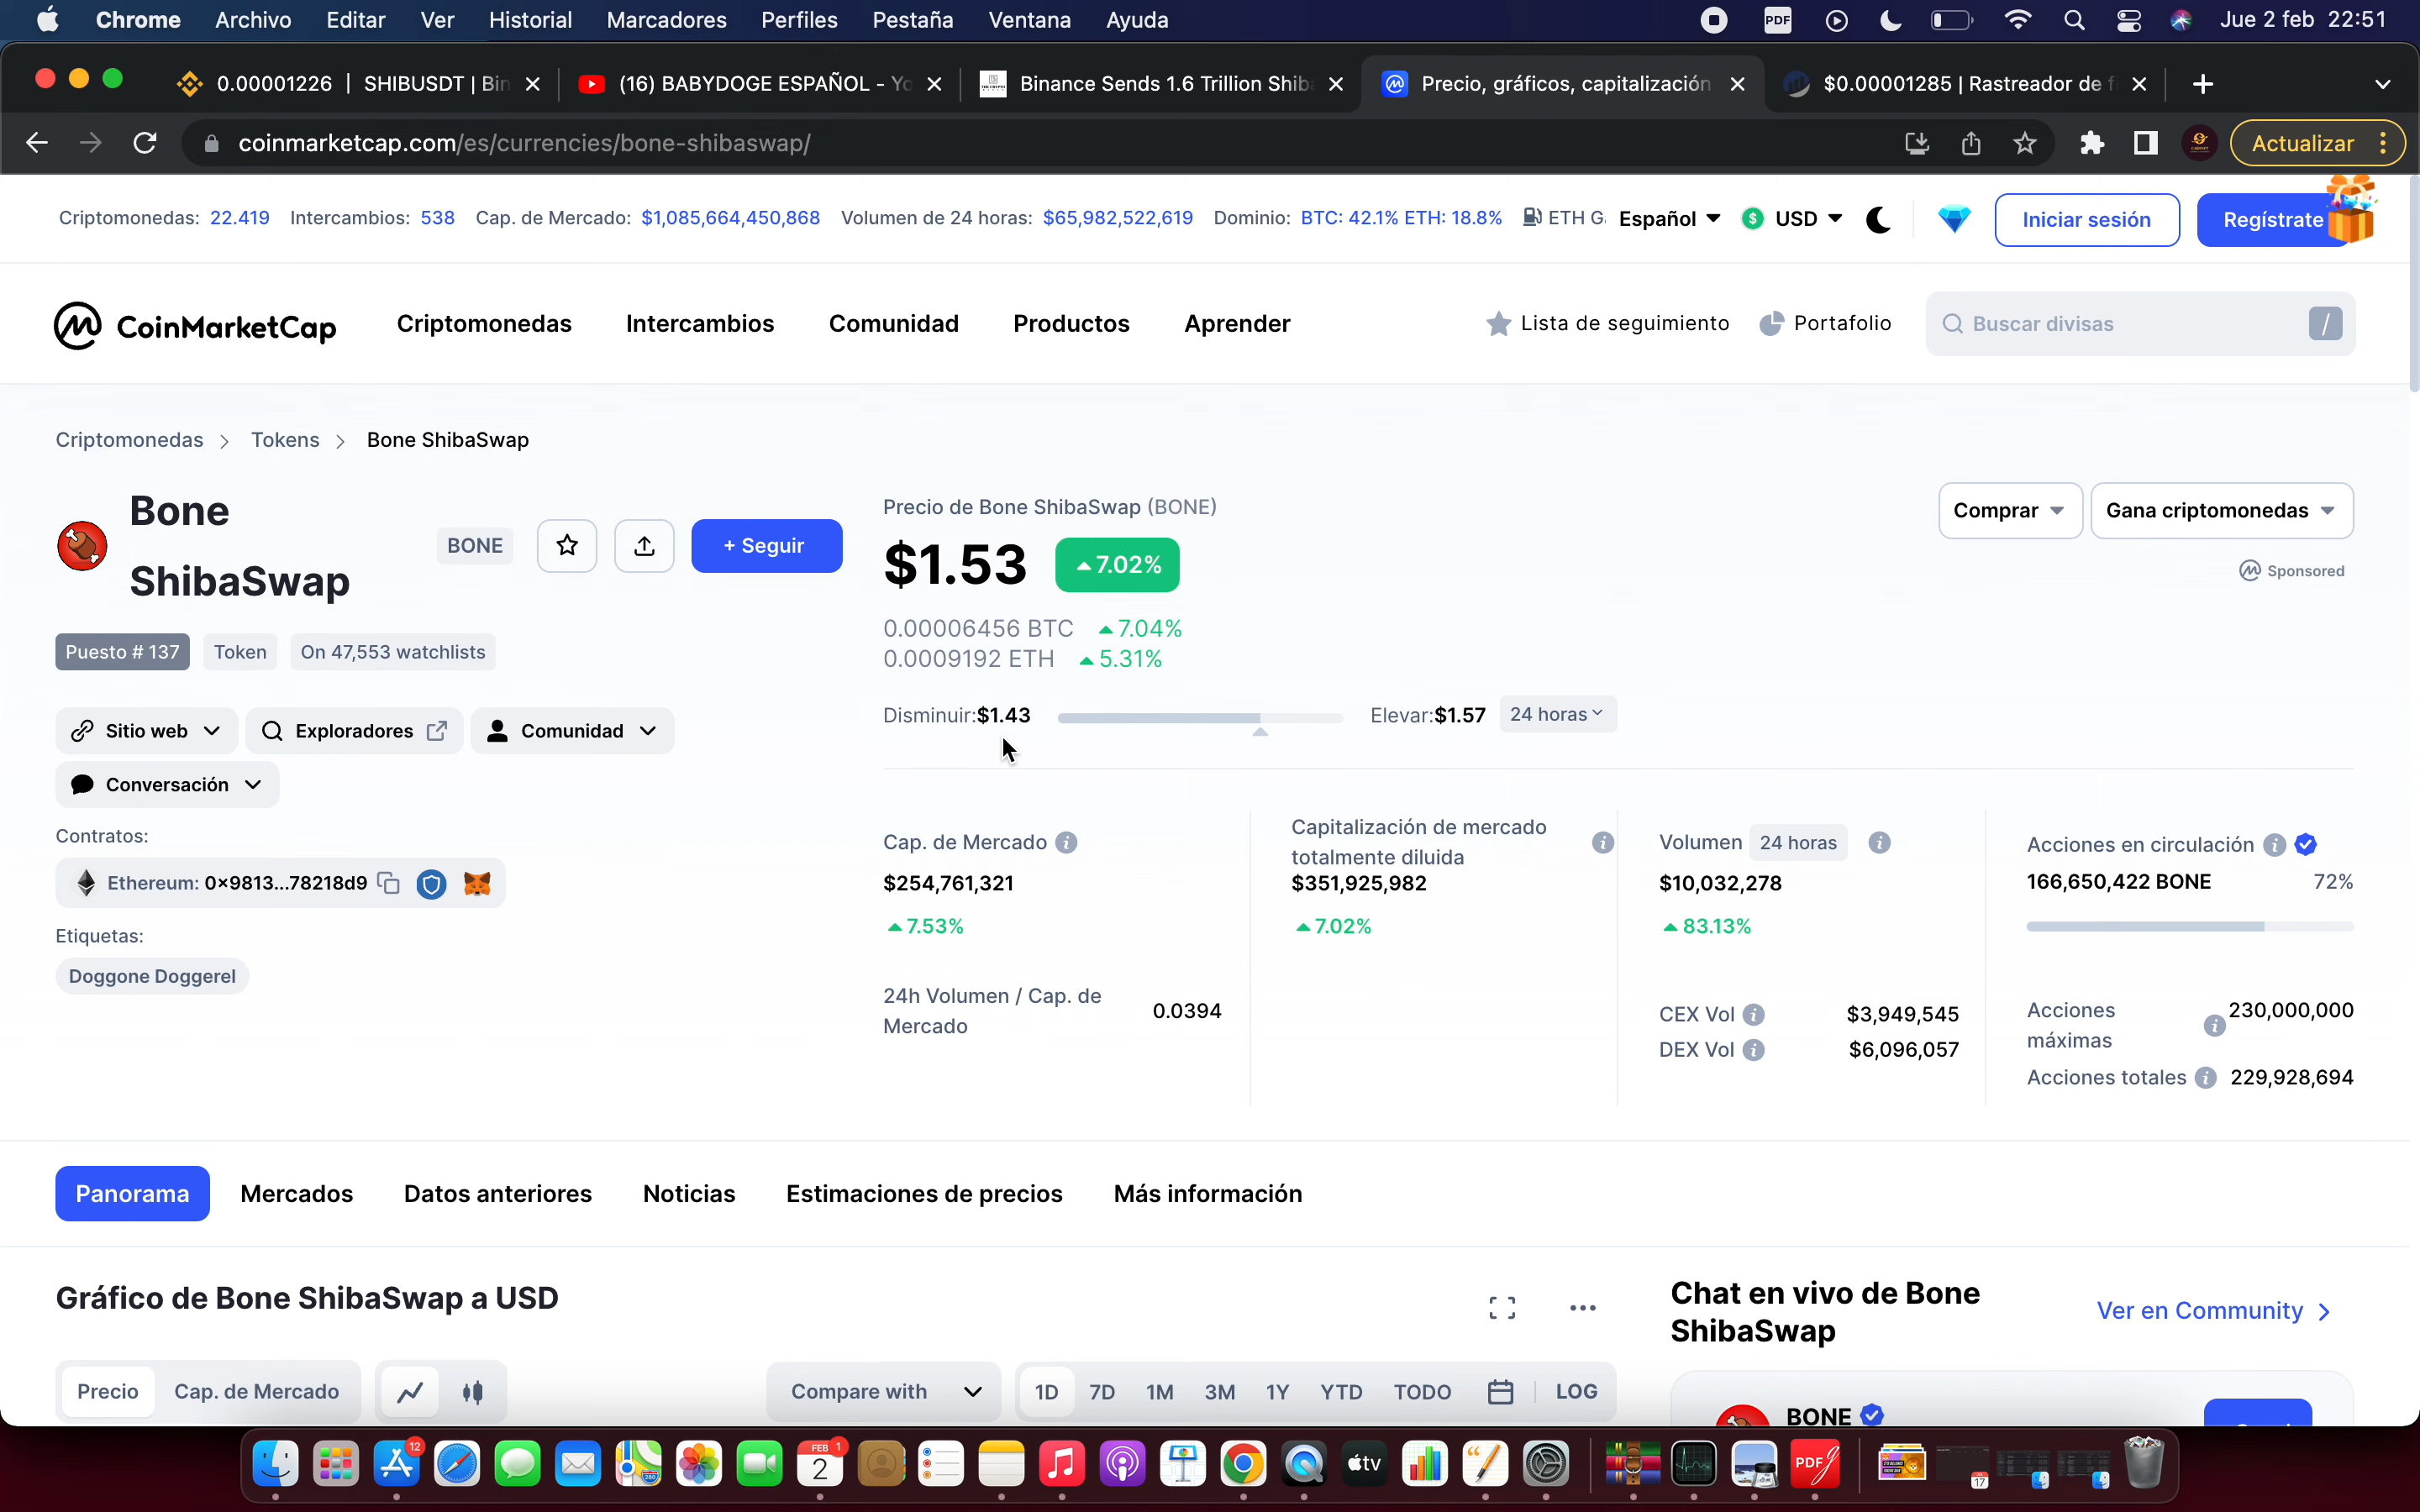 Chrome Archivo Editar Ver Historial Marcadores Perfiles Pestaña Ventana Ayuda PDF Jue 2 feb 22:51
0.00001226 | SHIBUSDT | Bin (16) BABYDOGE ESPAÑOL - Yo Binance Sends 1.6 Trillion Shib Precio, gráficos, capitalización $0.00001285 | Rastreador de f
coinmarketcap.com/es/currencies/bone-shibaswap/ Actualizar
Criptomonedas: 22.419 Intercambios: 538 Cap. de Mercado: $1,085,664,450,868 Volumen de 24 horas: $65,982,522,619 Dominio: BTC: 42.1% ETH: 18.8% ETH G Español USD Iniciar sesión Regístrate
CoinMarketCap Criptomonedas Intercambios Comunidad Productos Aprender Lista de seguimiento Portafolio Buscar divisas /
Criptomonedas > Tokens > Bone ShibaSwap
Bone
ShibaSwap
BONE + Seguir
Puesto # 137 Token On 47,553 watchlists
Sitio web Exploradores Comunidad
Conversación
Contratos:
Ethereum: 0x9813...78218d9
Etiquetas:
Doggone Doggerel
Precio de Bone ShibaSwap (BONE)
$1.53 7.02%
0.00006456 BTC 7.04%
0.0009192 ETH 5.31%
Disminuir:$1.43 Elevar:$1.57 24 horas
Comprar Gana criptomonedas
Sponsored
Cap. de Mercado
$254,761,321
7.53%
24h Volumen / Cap. de
Mercado
0.0394
Capitalización de mercado
totalmente diluida
$351,925,982
7.02%
Volumen 24 horas
$10,032,278
83.13%
CEX Vol $3,949,545
DEX Vol $6,096,057
Acciones en circulación
166,650,422 BONE 72%
Acciones
máximas
230,000,000
Acciones totales 229,928,694
Panorama Mercados Datos anteriores Noticias Estimaciones de precios Más información
Gráfico de Bone ShibaSwap a USD
Precio Cap. de Mercado Compare with 1D 7D 1M 3M 1Y YTD TODO LOG
Chat en vivo de Bone
ShibaSwap
Ver en Community
BONE
12 280 FEB 1 2 tv PDF 17